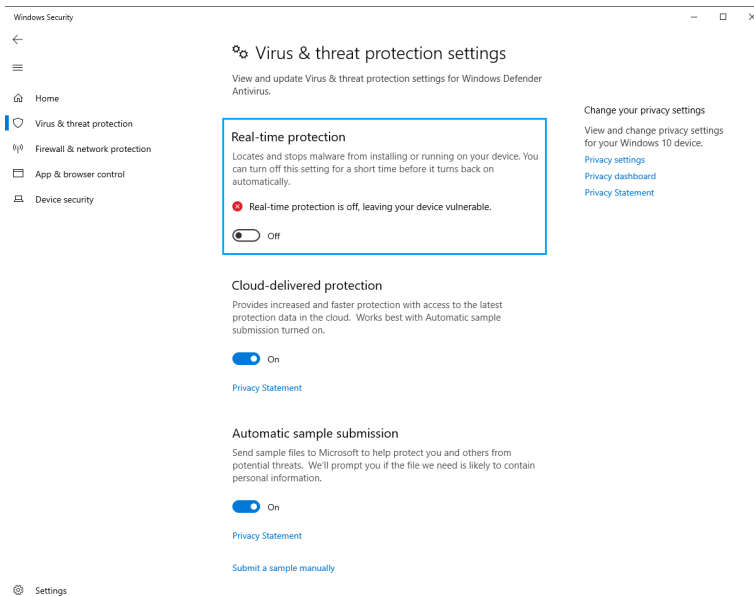 Windows Security
Home
Virus & threat protection
Firewall & network protection
App & browser control
Device security
Settings
Virus & threat protection settings
View and update Virus & threat protection settings for Windows Defender
Antivirus.
Real-time protection
Locates and stops malware from installing or running on your device. You
can turn off this setting for a short time before it turns back on
automatically.
Real-time protection is off, leaving your device vulnerable.
Off
Cloud-delivered protection
Provides increased and faster protection with access to the latest
protection data in the cloud. Works best with Automatic sample
submission turned on.
On
Privacy Statement
Automatic sample submission
Send sample files to Microsoft to help protect you and others from
potential threats. We'll prompt you if the file we need is likely to contain
personal information.
On
Privacy Statement
Submit a sample manually
Change your privacy settings
View and change privacy settings
for your Windows 10 device.
Privacy settings
Privacy dashboard
Privacy Statement